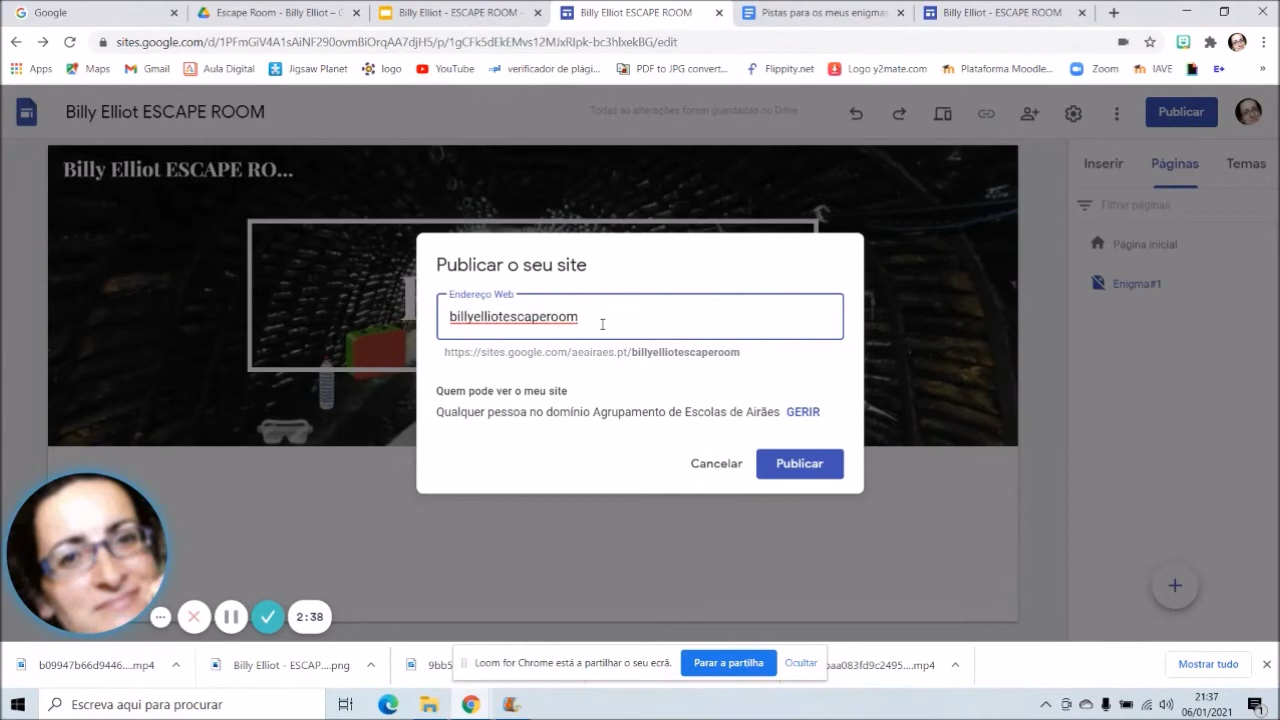 Google
Escape Room - Billy Elliot – C
Billy Elliot - ESCAPE ROOM -
Billy Elliot ESCAPE ROOM
Pistas para os meus enigmas
Billy Elliot - ESCAPE ROOM
sites.google.com/d/1PFmGiV4A1sAiNF290ovmBiOrqAA7djH5/p/1gCFk5dEkEMvs12MJxRIpk-bc3hlxekBG/edit
Apps
Maps
Gmail
Aula Digital
Jigsaw Planet
logo
YouTube
verificador de plági...
PDF to JPG convert...
Flippity.net
Logo y2mate.com
Plataforma Moodle...
Zoom
IAVE
E+
»
Billy Elliot ESCAPE ROOM
Todas as alterações foram guardadas no Drive
Publicar
Billy Elliot ESCAPE RO...
Inserir
Páginas
Temas
Filtrar páginas
Página inicial
Enigma#1
Publicar o seu site
Endereço Web
billyelliotescaperoom
https://sites.google.com/aeairaes.pt/billyelliotescaperoom
Quem pode ver o meu site
Qualquer pessoa no domínio Agrupamento de Escolas de Airães GERIR
Cancelar
Publicar
2:38
b09947b66d9446....mp4
Billy Elliot - ESCAP....png
9bb5
Loom for Chrome está a partilhar o seu ecrã.
Parar a partilha
Ocultar
baa083fd9c2495....mp4
Mostrar tudo
Escreva aqui para procurar
21:37
06/01/2021